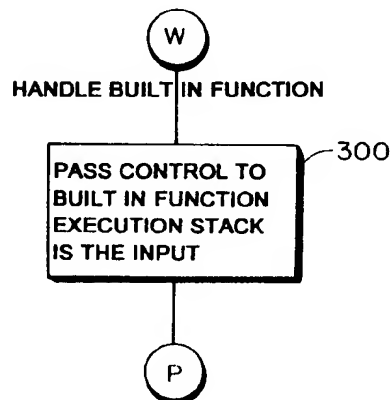 W
HANDLE BUILT IN FUNCTION
300
PASS CONTROL TO
BUILT IN FUNCTION
EXECUTION STACK
IS THE INPUT
P